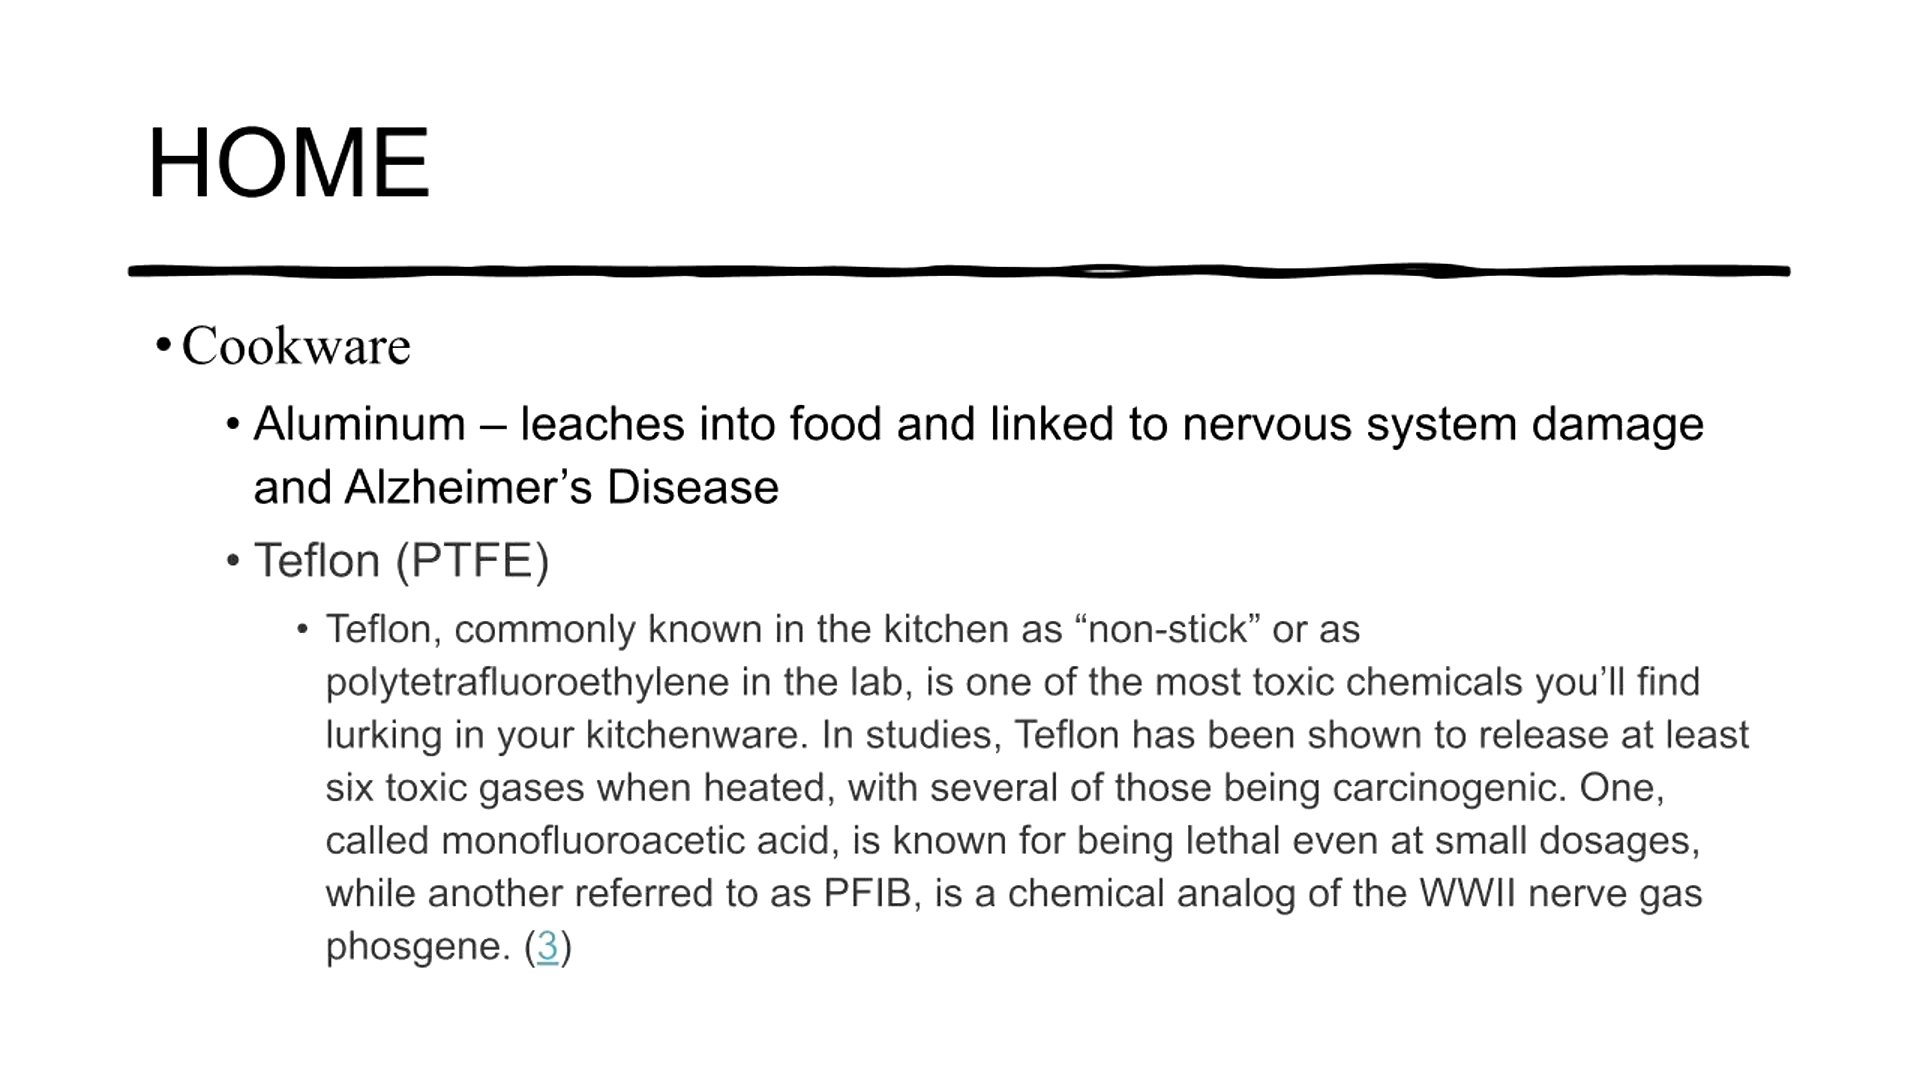 HOME
• Cookware
• Aluminum – leaches into food and linked to nervous system damage
and Alzheimer’s Disease
• Teflon (PTFE)
• Teflon, commonly known in the kitchen as “non-stick” or as
polytetrafluoroethylene in the lab, is one of the most toxic chemicals you’ll find
lurking in your kitchenware. In studies, Teflon has been shown to release at least
six toxic gases when heated, with several of those being carcinogenic. One,
called monofluoroacetic acid, is known for being lethal even at small dosages,
while another referred to as PFIB, is a chemical analog of the WWII nerve gas
phosgene. (3)